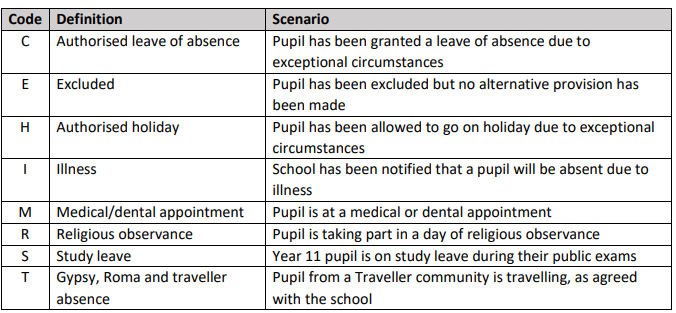 Code Definition Scenario
C Authorised leave of absence Pupil has been granted a leave of absence due to
exceptional circumstances
E Excluded Pupil has been excluded but no alternative provision has
been made
H Authorised holiday Pupil has been allowed to go on holiday due to exceptional
circumstances
I Illness School has been notified that a pupil will be absent due to
illness
M Medical/dental appointment Pupil is at a medical or dental appointment
R Religious observance Pupil is taking part in a day of religious observance
S Study leave Year 11 pupil is on study leave during their public exams
T Gypsy, Roma and traveller Pupil from a Traveller community is travelling, as agreed
absence with the school